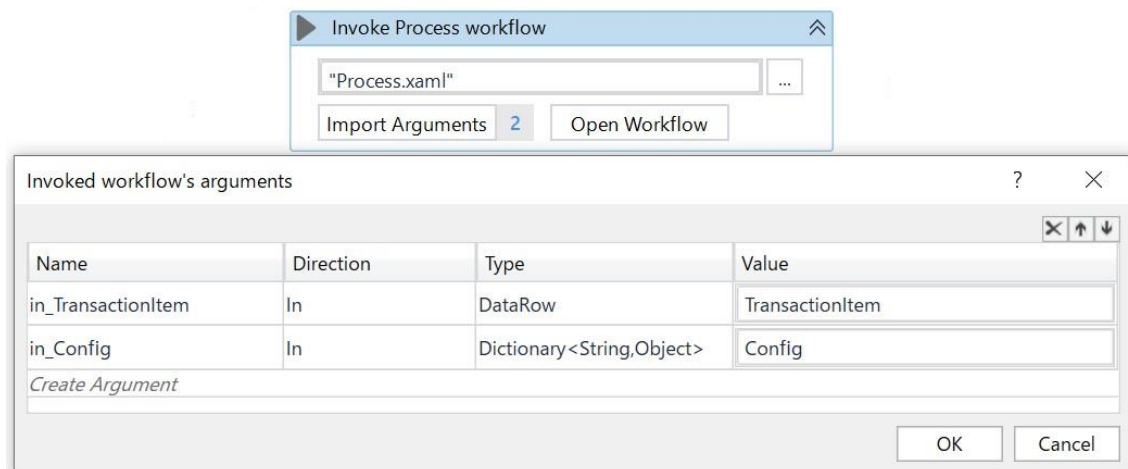 Invoke Process workflow
"Process.xaml" ...
Import Arguments 2 Open Workflow
Invoked workflow's arguments ?
Name Direction Type Value
in_TransactionItem In DataRow TransactionItem
in_Config In Dictionary<String,Object> Config
Create Argument
OK Cancel